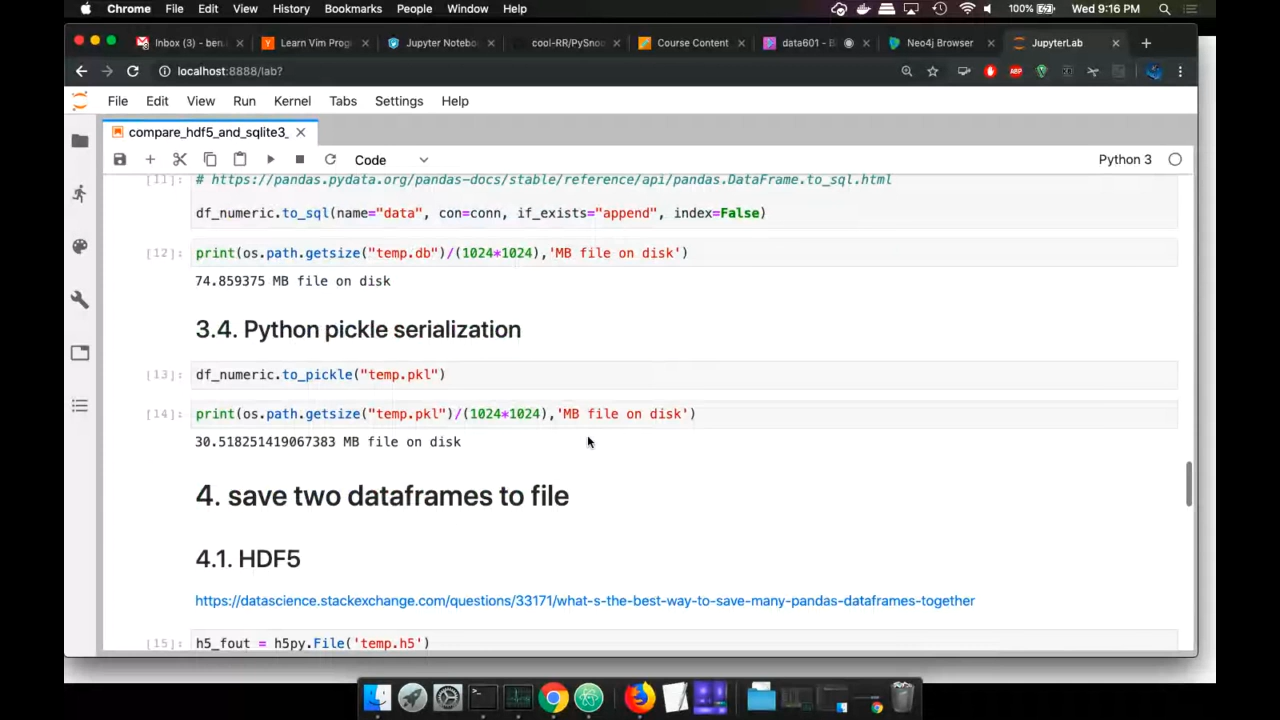 Chrome File Edit View History Bookmarks People Window Help 100% Wed 9:16 PM
Inbox (3) - ben. Learn Vim Prog Jupyter Notebo cool-RR/PySnoo Course Content data601 - B Neo4j Browser JupyterLab
localhost:8888/lab? ABP
File Edit View Run Kernel Tabs Settings Help
compare_hdf5_and_sqlite3_
Code Python 3
[11]: # https://pandas.pydata.org/pandas-docs/stable/reference/api/pandas.DataFrame.to_sql.html
df_numeric.to_sql(name="data", con=conn, if_exists="append", index=False)
[12]: print(os.path.getsize("temp.db")/(1024*1024),'MB file on disk')
74.859375 MB file on disk
3.4. Python pickle serialization
[13]: df_numeric.to_pickle("temp.pkl")
[14]: print(os.path.getsize("temp.pkl")/(1024*1024),'MB file on disk')
30.518251419067383 MB file on disk
4. save two dataframes to file
4.1. HDF5
https://datascience.stackexchange.com/questions/33171/what-s-the-best-way-to-save-many-pandas-dataframes-together
[15]: h5_fout = h5py.File('temp.h5')